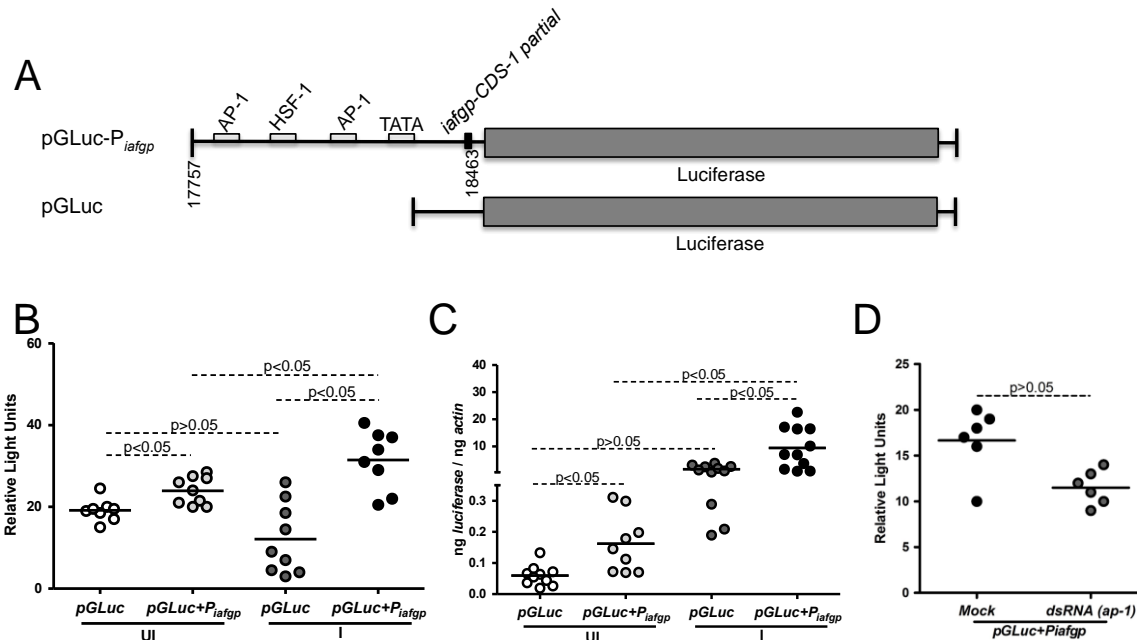 A
AP-1
HSF-1
AP-1
TATA
iafgp-CDS-1 partial
pGLuc-Piafgp
17757
18463
Luciferase
pGLuc
Luciferase
B
Relative Light Units
60
40
20
0
p<0.05
p<0.05
p>0.05
p<0.05
pGLuc
pGLuc+Piafgp
pGLuc
pGLuc+Piafgp
UI
I
C
ng luciferase / ng actin
40
30
20
10
0.3
0.2
0.1
0.0
p<0.05
p<0.05
p>0.05
p<0.05
pGLuc
pGLuc+Piafgp
pGLuc
pGLuc+Piafgp
UI
I
D
Relative Light Units
25
20
15
10
5
0
p>0.05
Mock
dsRNA (ap-1)
pGLuc+Piafgp